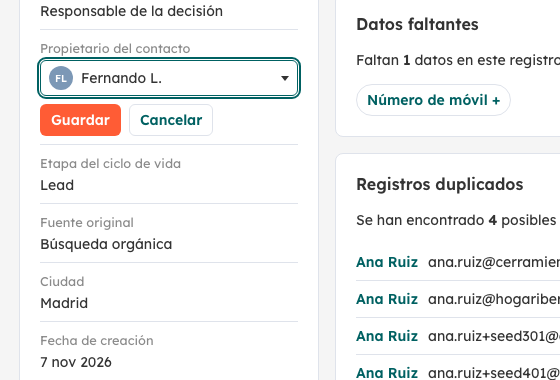 Responsable de la decisión
Propietario del contacto
FL Fernando L.
Guardar Cancelar
Etapa del ciclo de vida
Lead
Fuente original
Búsqueda orgánica
Ciudad
Madrid
Fecha de creación
7 nov 2026
Datos faltantes
Faltan 1 datos en este registro
Número de móvil +
Registros duplicados
Se han encontrado 4 posibles
Ana Ruiz ana.ruiz@cerramien
Ana Ruiz ana.ruiz@hogariber
Ana Ruiz ana.ruiz+seed301@
Ana Ruiz ana.ruiz+seed401@